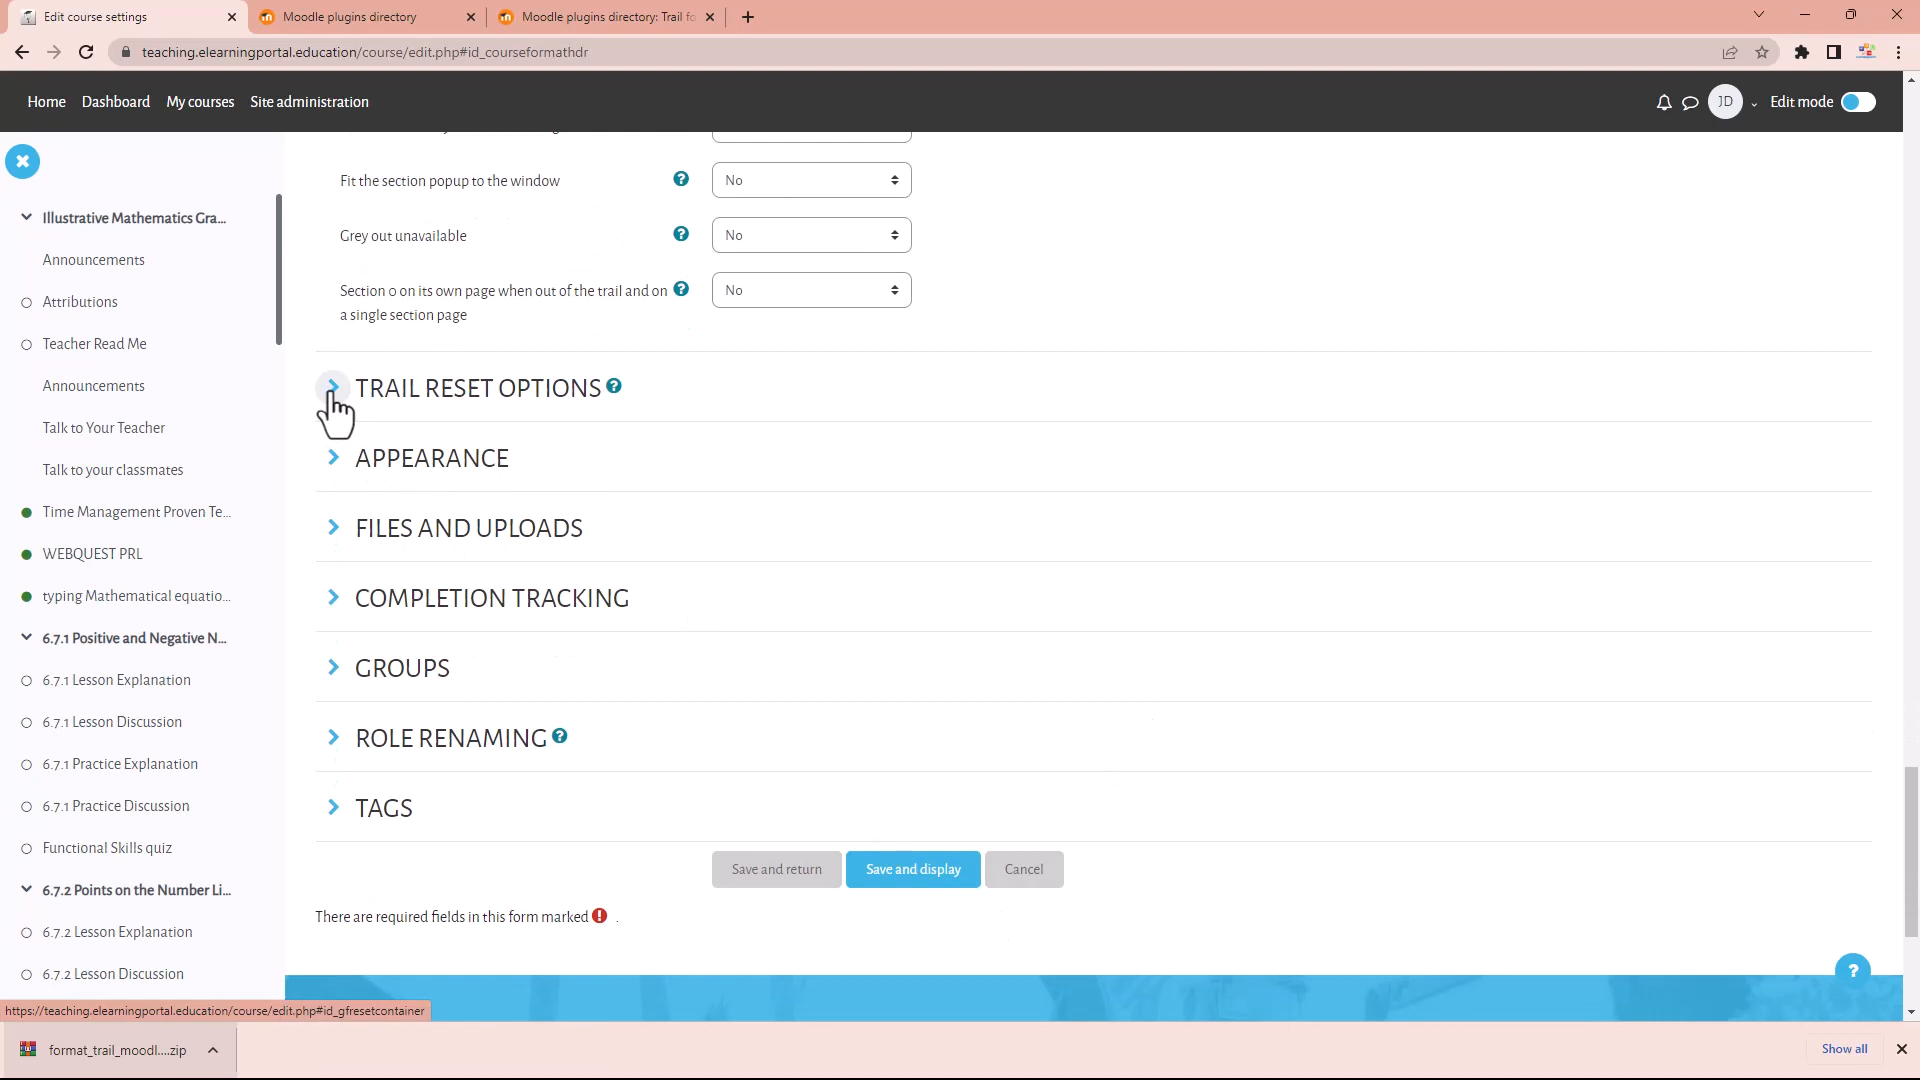 Edit course settings
Moodle plugins directory
Moodle plugins directory: Trail fo
teaching.elearningportal.education/course/edit.php#id_courseformathdr
Home Dashboard My courses Site administration
JD Edit mode
Fit the section popup to the window ? No
Grey out unavailable ? No
Section 0 on its own page when out of the trail and on ? No
a single section page
TRAIL RESET OPTIONS ?
APPEARANCE
FILES AND UPLOADS
COMPLETION TRACKING
GROUPS
ROLE RENAMING ?
TAGS
Save and return Save and display Cancel
There are required fields in this form marked ! .
Illustrative Mathematics Gra...
Announcements
Attributions
Teacher Read Me
Announcements
Talk to Your Teacher
Talk to your classmates
Time Management Proven Te...
WEBQUEST PRL
typing Mathematical equatio...
6.7.1 Positive and Negative N...
6.7.1 Lesson Explanation
6.7.1 Lesson Discussion
6.7.1 Practice Explanation
6.7.1 Practice Discussion
Functional Skills quiz
6.7.2 Points on the Number Li...
6.7.2 Lesson Explanation
6.7.2 Lesson Discussion
?
https://teaching.elearningportal.education/course/edit.php#id_gfresetcontainer
format_trail_moodl....zip
Show all